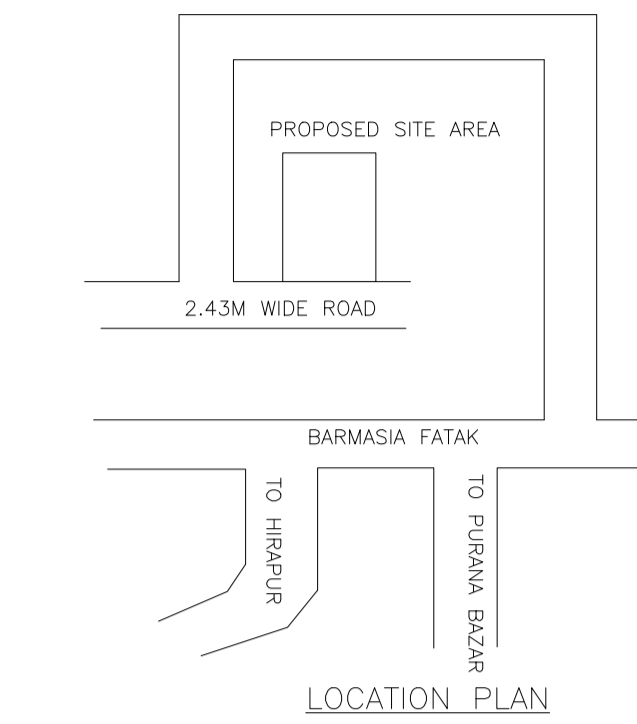 PROPOSED SITE AREA
2.43M WIDE ROAD
BARMASIA FATAK
TO HIRAPUR
TO PURANA BAZAR
LOCATION PLAN